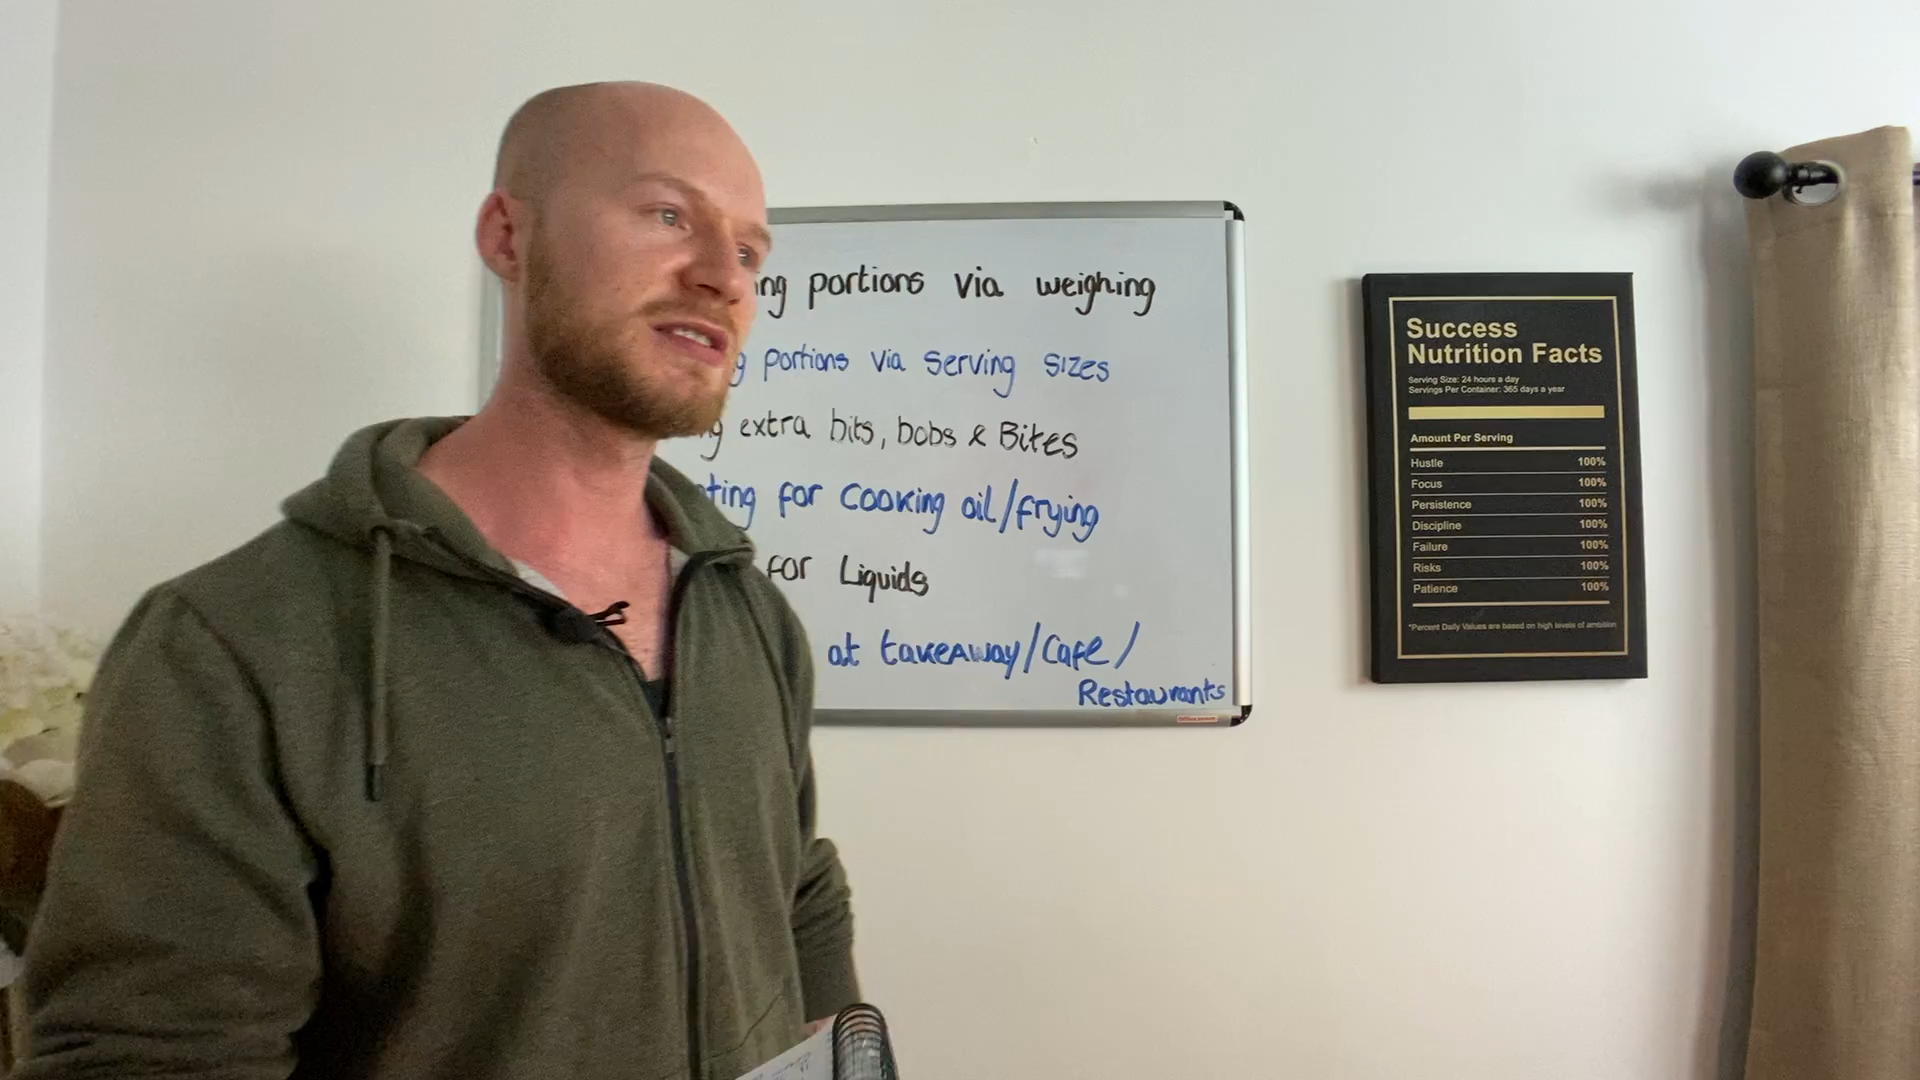 ing portions via weighing
g portions via serving sizes
g extra bits, bobs & Bites
ting for cooking oil/frying
for Liquids
at takeaway/cafe/
Restaurants
Success
Nutrition Facts
Serving Size: 24 hours a day
Servings Per Container: 365 days a year
Amount Per Serving
Hustle 100%
Focus 100%
Persistence 100%
Discipline 100%
Failure 100%
Risks 100%
Patience 100%
*Percent Daily Values are based on high levels of ambition